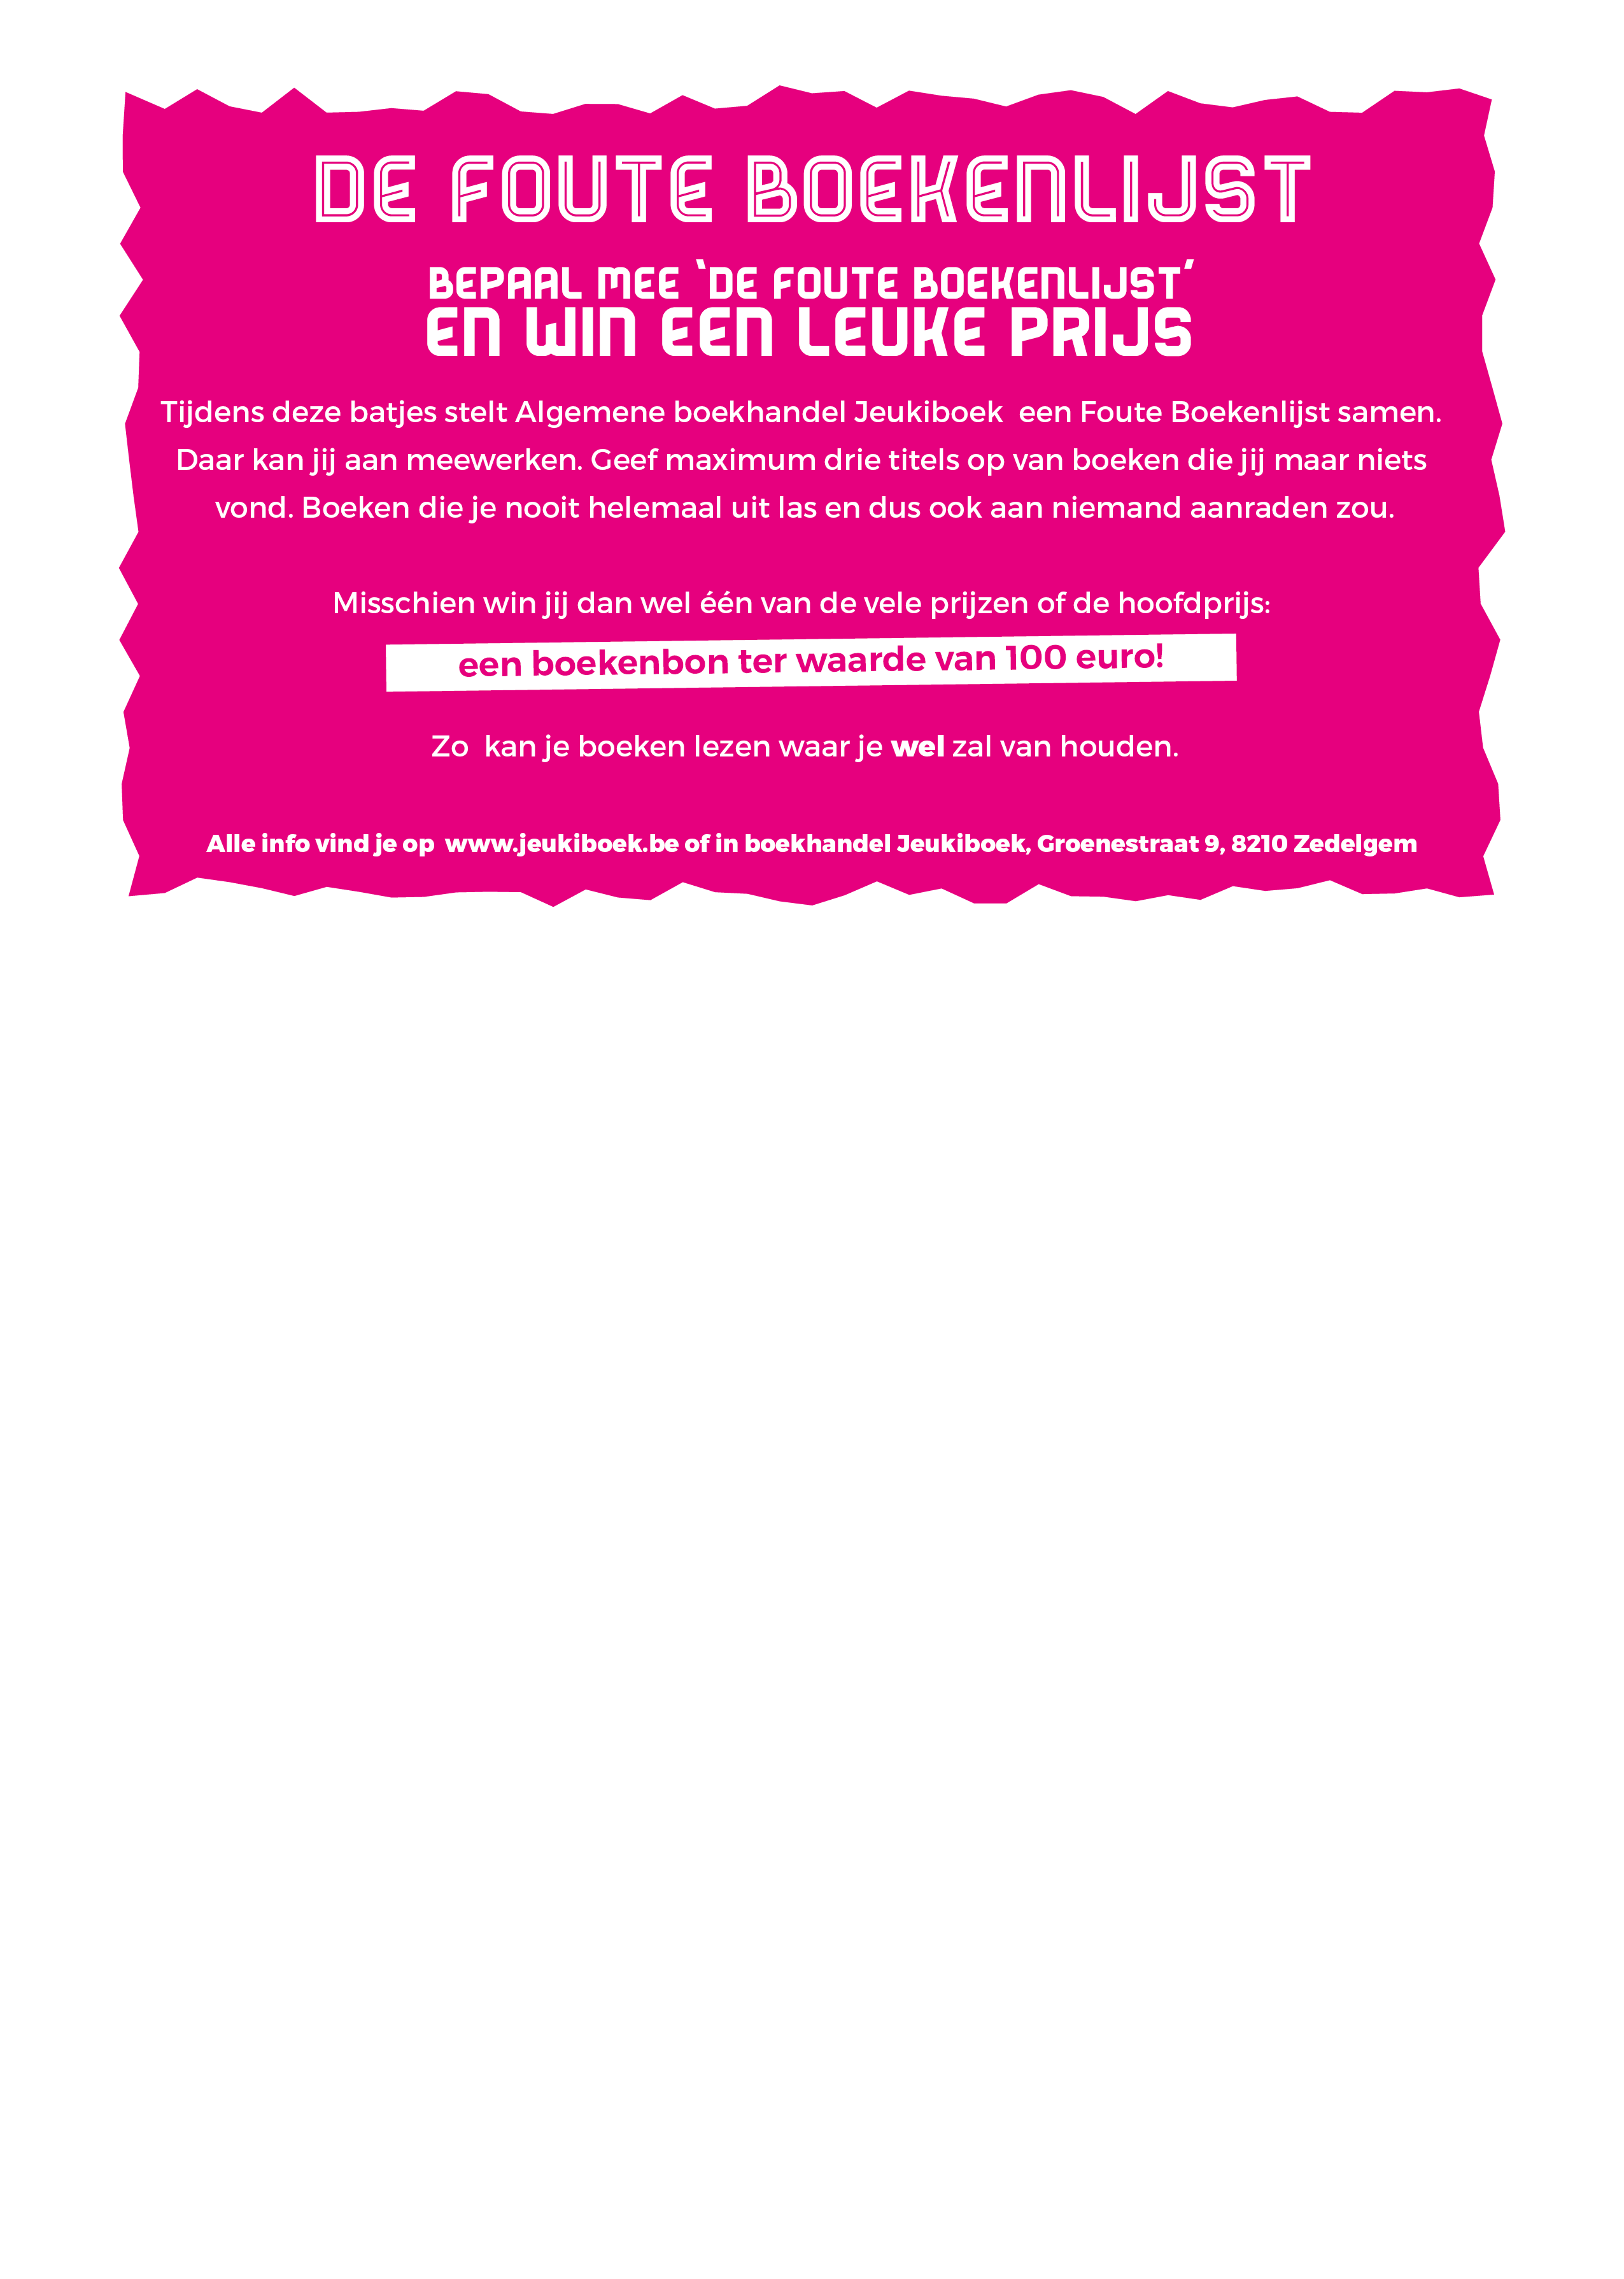 DE FOUTE BOEKENLIJST
BEPAAL MEE ‘DE FOUTE BOEKENLIJST’
EN WIN EEN LEUKE PRIJS
Tijdens deze batjes stelt Algemene boekhandel Jeukiboek  een Foute Boekenlijst samen.
Daar kan jij aan meewerken. Geef maximum drie titels op van boeken die jij maar niets
vond. Boeken die je nooit helemaal uit las en dus ook aan niemand aanraden zou.
Misschien win jij dan wel één van de vele prijzen of de hoofdprijs:
een boekenbon ter waarde van 100 euro!
Zo  kan je boeken lezen waar je wel zal van houden.
Alle info vind je op  www.jeukiboek.be of in boekhandel Jeukiboek, Groenestraat 9, 8210 Zedelgem